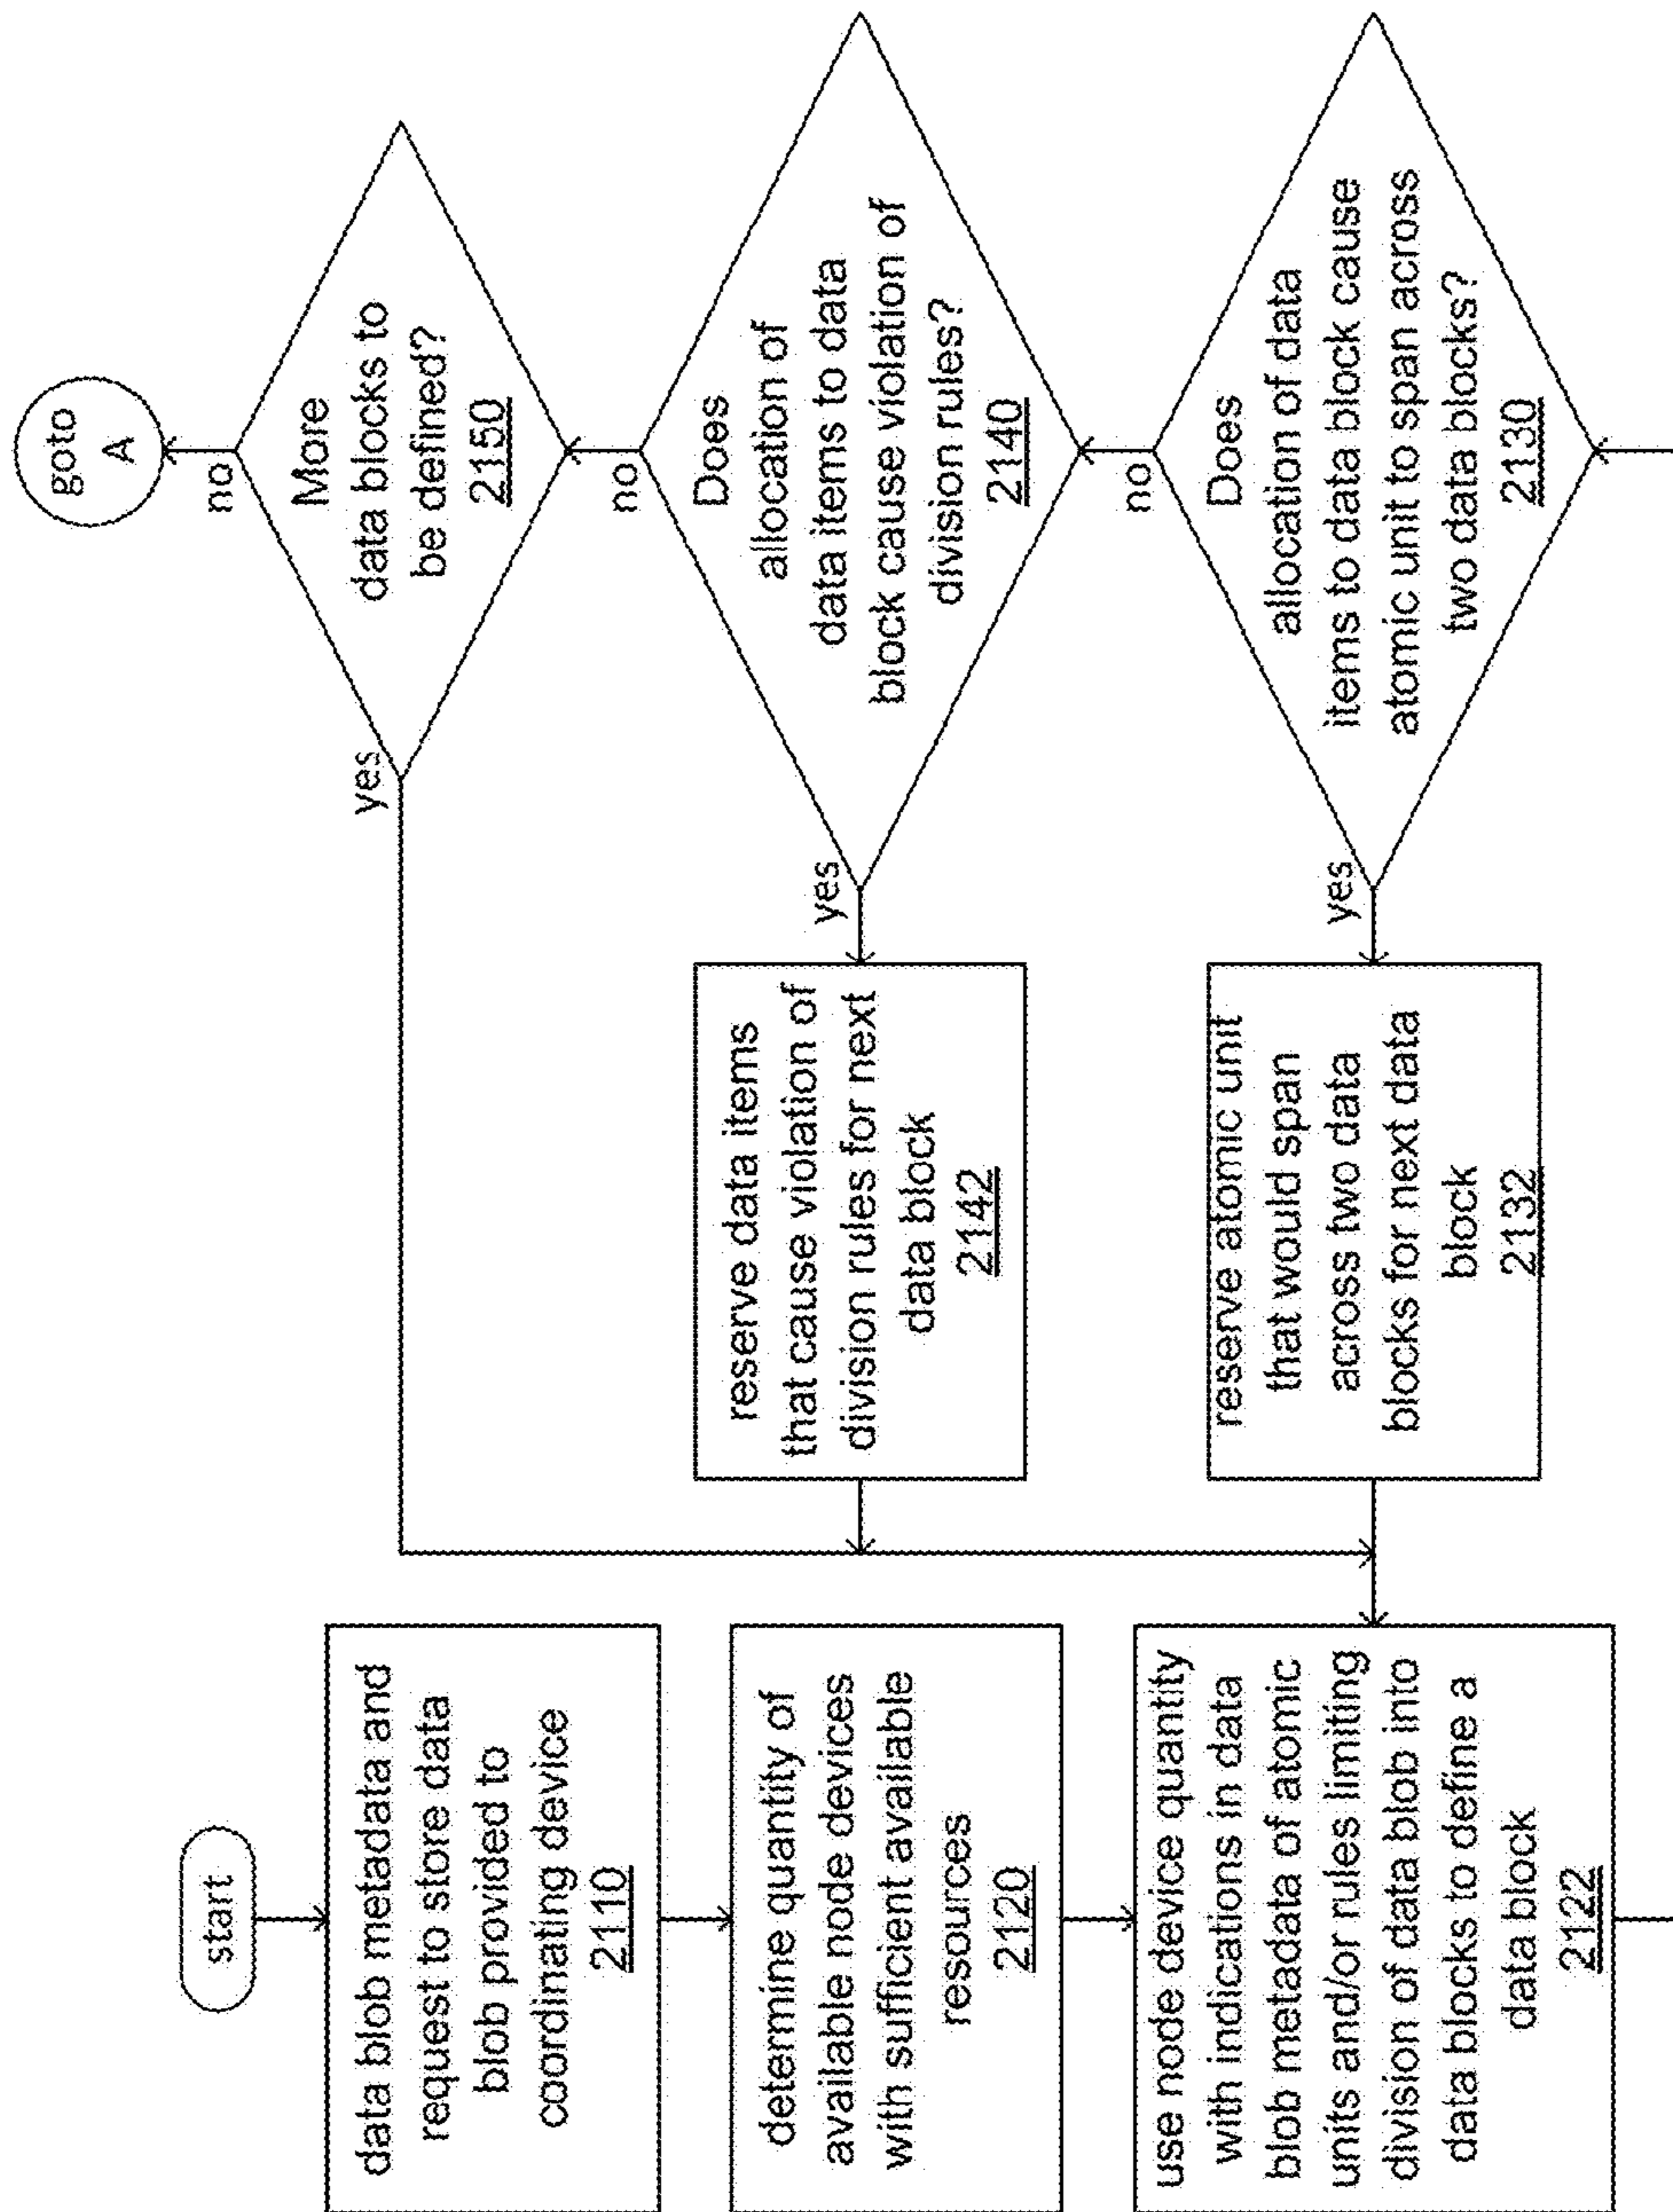 start
data blob metadata and
request to store data
blob provided to
coordinating device
2110
determine quantity of
available node devices
with sufficient available
resources
2120
use node device quantity
with indications in data
blob metadata of atomic
units and/or rules limiting
division of data blob into
data blocks to define a
data block
2122
Does
allocation of data
items to data block cause
atomic unit to span across
two data blocks?
2130
yes
no
reserve atomic unit
that would span
across two data
blocks for next data
block
2132
Does
allocation of
data items to data
block cause violation of
division rules?
2140
yes
no
reserve data items
that cause violation of
division rules for next
data block
2142
More
data blocks to
be defined?
2150
yes
no
goto
A